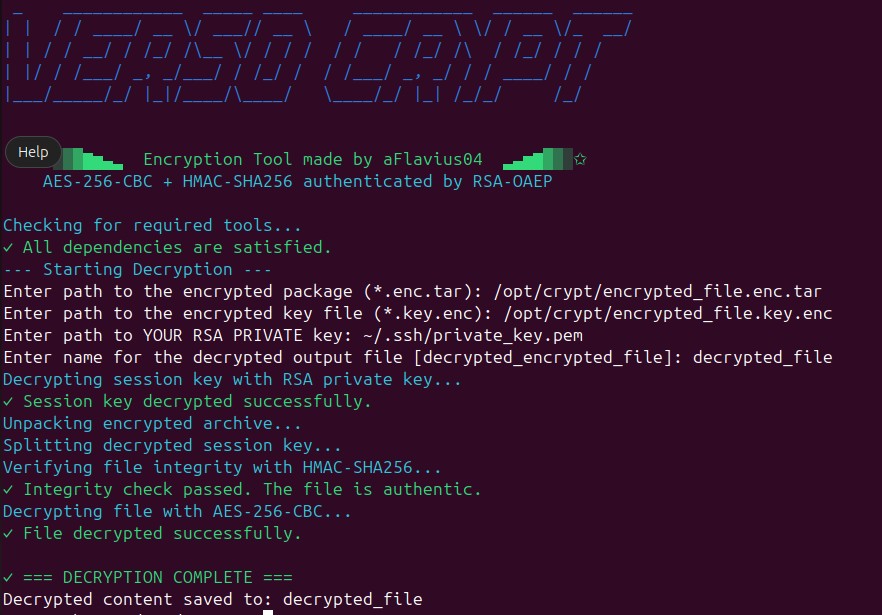 VERSO CRYPT
Help
Encryption Tool made by aFlavius04 ✩
AES-256-CBC + HMAC-SHA256 authenticated by RSA-OAEP
Checking for required tools...
✓ All dependencies are satisfied.
--- Starting Decryption ---
Enter path to the encrypted package (*.enc.tar): /opt/crypt/encrypted_file.enc.tar
Enter path to the encrypted key file (*.key.enc): /opt/crypt/encrypted_file.key.enc
Enter path to YOUR RSA PRIVATE key: ~/.ssh/private_key.pem
Enter name for the decrypted output file [decrypted_encrypted_file]: decrypted_file
Decrypting session key with RSA private key...
✓ Session key decrypted successfully.
Unpacking encrypted archive...
Splitting decrypted session key...
Verifying file integrity with HMAC-SHA256...
✓ Integrity check passed. The file is authentic.
Decrypting file with AES-256-CBC...
✓ File decrypted successfully.
✓ === DECRYPTION COMPLETE ===
Decrypted content saved to: decrypted_file